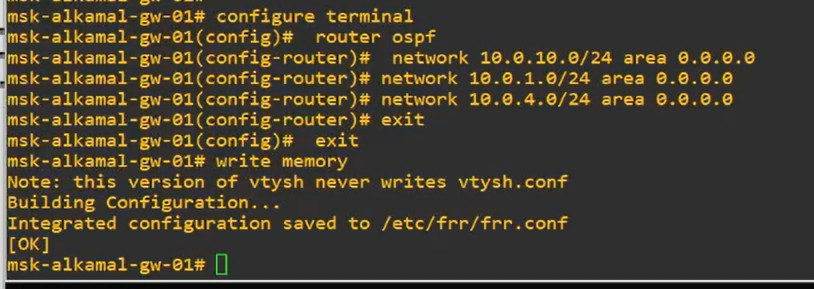 msk-alkamal-gw-01# configure terminal
msk-alkamal-gw-01(config)#  router ospf
msk-alkamal-gw-01(config-router)#  network 10.0.10.0/24 area 0.0.0.0
msk-alkamal-gw-01(config-router)# network 10.0.1.0/24 area 0.0.0.0
msk-alkamal-gw-01(config-router)# network 10.0.4.0/24 area 0.0.0.0
msk-alkamal-gw-01(config-router)# exit
msk-alkamal-gw-01(config)#  exit
msk-alkamal-gw-01# write memory
Note: this version of vtysh never writes vtysh.conf
Building Configuration...
Integrated configuration saved to /etc/frr/frr.conf
[OK]
msk-alkamal-gw-01#